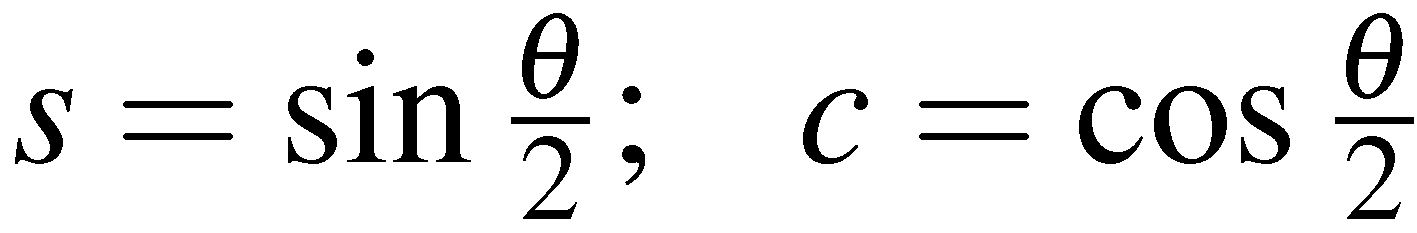 s = sin θ/2; c = cos θ/2